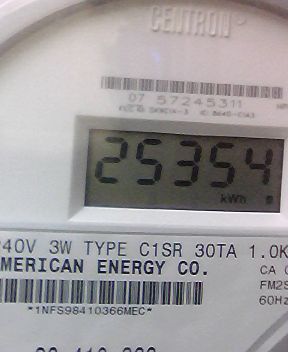 CENTRON®
07 57245311
25354
kWh
240V 3W TYPE C1SR 30TA 1.0K
AMERICAN ENERGY CO.
CA 0
FM2S
*1NFS98410366MEC*
60Hz